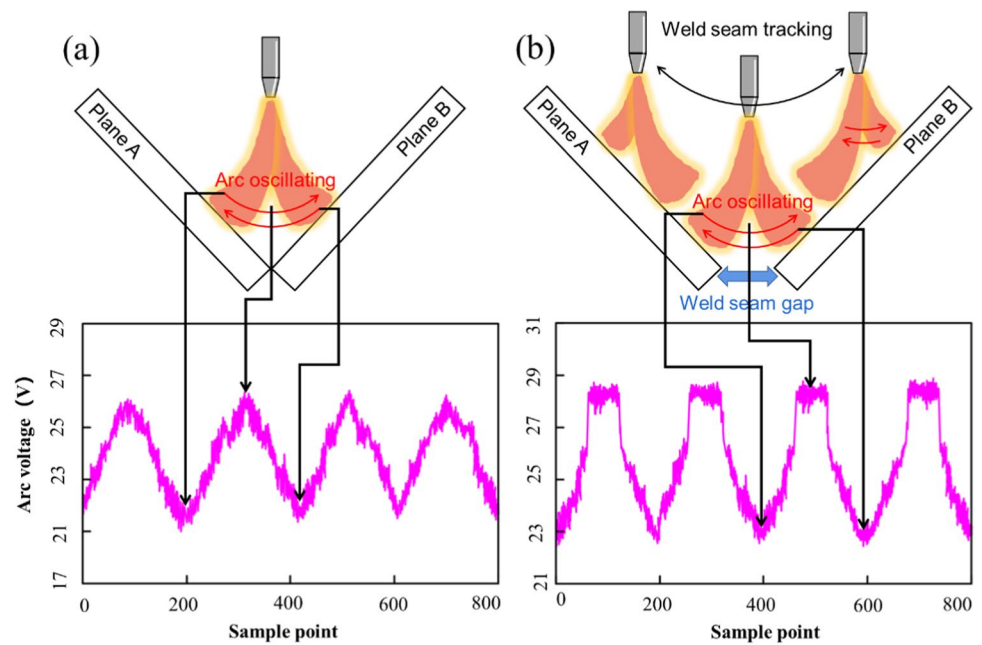 (a)
Plane A
Plane B
Arc oscillating
29
27
25
23
21
17
Arc voltage (V)
0
200
400
600
800
Sample point
(b)
Weld seam tracking
Plane A
Plane B
Arc oscillating
Weld seam gap
31
29
27
25
23
21
0
200
400
600
800
Sample point